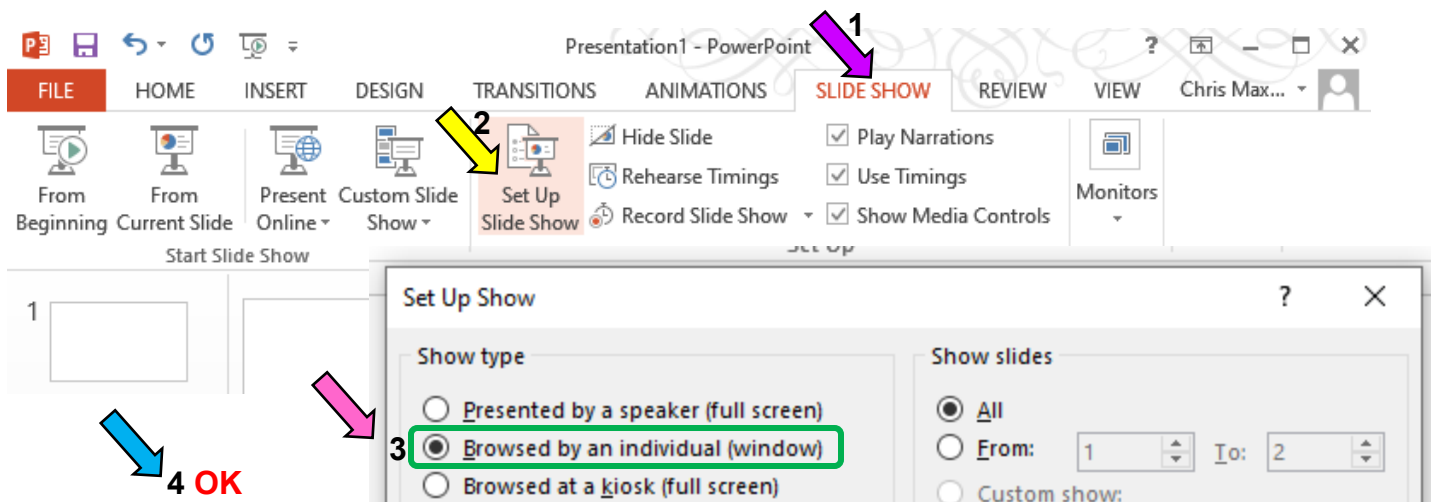 1
Presentation1 - PowerPoint ?
FILE HOME INSERT DESIGN TRANSITIONS ANIMATIONS SLIDE SHOW REVIEW VIEW Chris Max...
2
Hide Slide Play Narrations
Rehearse Timings Use Timings
From From Present Custom Slide Set Up Monitors
Beginning Current Slide Online Show Slide Show Record Slide Show Show Media Controls
Start Slide Show Set Up
1
Set Up Show ?
Show type Show slides
Presented by a speaker (full screen) All
3 Browsed by an individual (window) From: 1 To: 2
4 OK Browsed at a kiosk (full screen) Custom show: